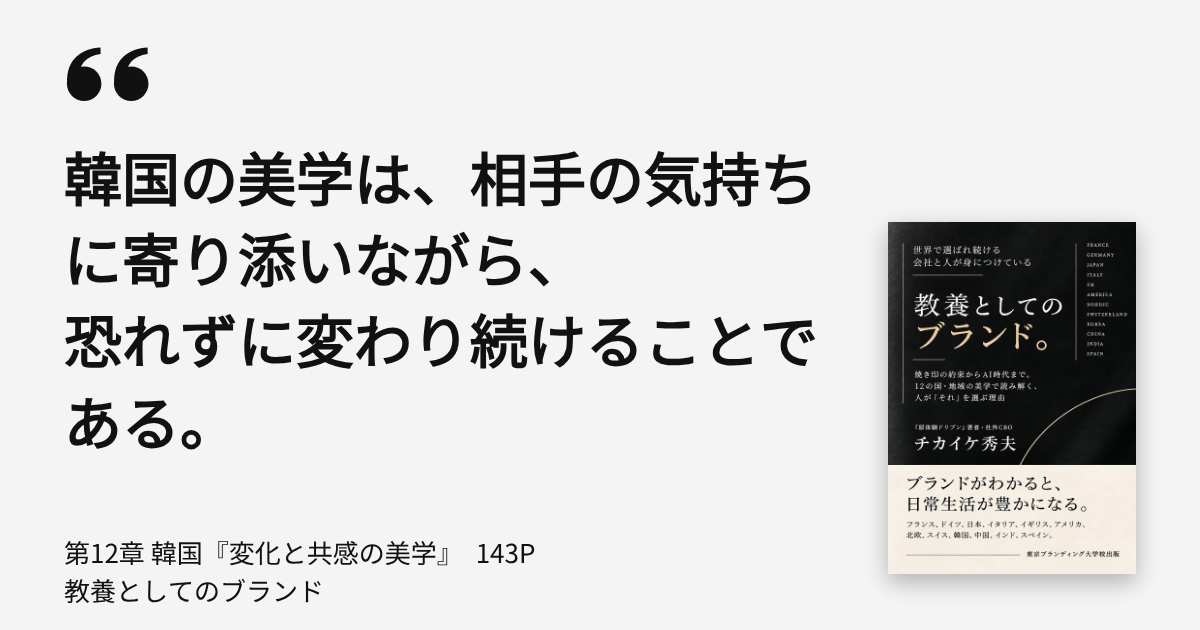 “
韓国の美学は、相手の気持ち
に寄り添いながら、
恐れずに変わり続けることで
ある。
第12章 韓国『変化と共感の美学』 143P
教養としてのブランド
世界で選ばれ続ける
会社と人が身につけている
教養としての
ブランド。
焼き印の約束からAI時代まで。
12の国・地域の美学で読み解く、
人が「それ」を選ぶ理由
『原体験ドリブン』著者・社外CBO
チカイケ秀夫
FRANCE
GERMANY
JAPAN
ITALY
UK
AMERICA
NORDIC
SWITZERLAND
KOREA
CHINA
INDIA
SPAIN
ブランドがわかると、
日常生活が豊かになる。
フランス、ドイツ、日本、イタリア、イギリス、アメリカ、
北欧、スイス、韓国、中国、インド、スペイン。
東京ブランディング大学校出版